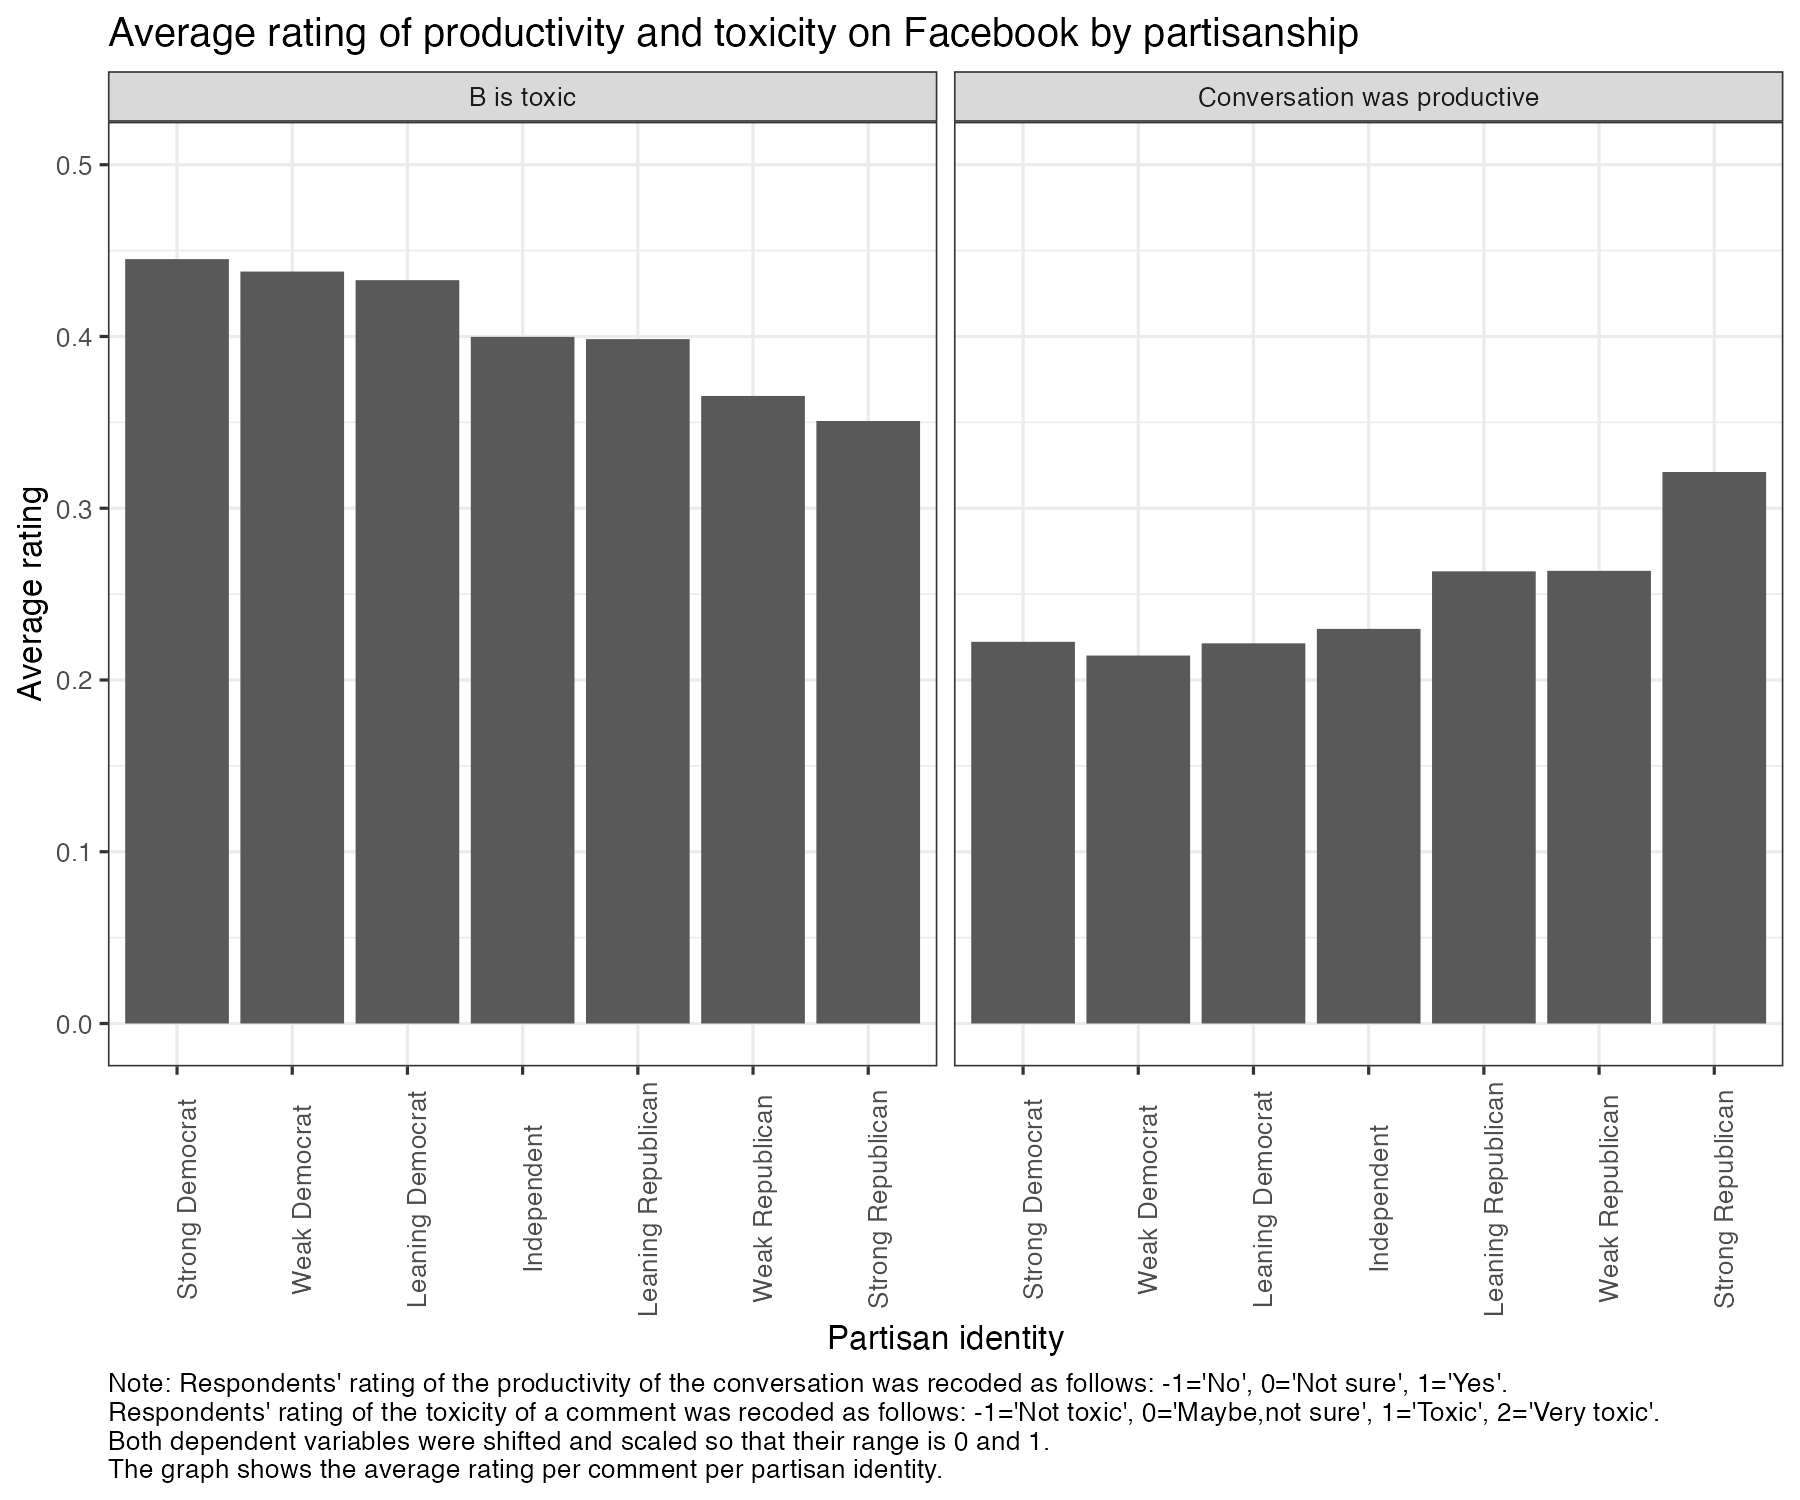 Average rating of productivity and toxicity on Facebook by partisanship
B is toxic
Conversation was productive
Average rating
0.5
0.4
0.3
0.2
0.1
0.0
Strong Democrat
Weak Democrat
Leaning Democrat
Independent
Leaning Republican
Weak Republican
Strong Republican
Strong Democrat
Weak Democrat
Leaning Democrat
Independent
Leaning Republican
Weak Republican
Strong Republican
Partisan identity
Note: Respondents' rating of the productivity of the conversation was recoded as follows: -1='No', 0='Not sure', 1='Yes'.
Respondents' rating of the toxicity of a comment was recoded as follows: -1='Not toxic', 0='Maybe,not sure', 1='Toxic', 2='Very toxic'.
Both dependent variables were shifted and scaled so that their range is 0 and 1.
The graph shows the average rating per comment per partisan identity.